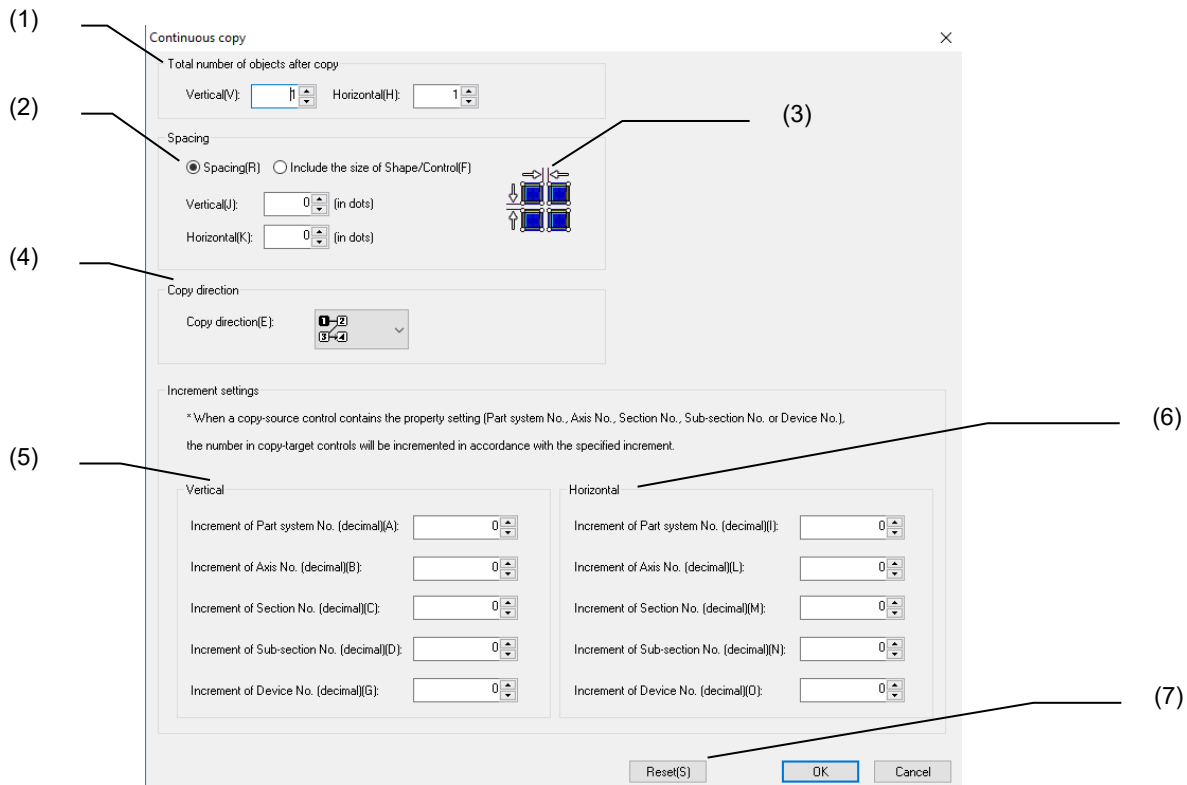 (1)
Continuous copy
Total number of objects after copy
Vertical(V): 1 Horizontal(H): 1
(2)
(3)
Spacing
Spacing(R) Include the size of Shape/Control(F)
Vertical(J): 0 (in dots)
Horizontal(K): 0 (in dots)
(4)
Copy direction
Copy direction(E): 1 2
3 4
Increment settings
* When a copy-source control contains the property setting (Part system No., Axis No., Section No., Sub-section No. or Device No.),
(6)
the number in copy-target controls will be incremented in accordance with the specified increment.
(5)
Vertical Horizontal
Increment of Part system No. (decimal)(A): 0 Increment of Part system No. (decimal)(I): 0
Increment of Axis No. (decimal)(B): 0 Increment of Axis No. (decimal)(L): 0
Increment of Section No. (decimal)(C): 0 Increment of Section No. (decimal)(M): 0
Increment of Sub-section No. (decimal)(D): 0 Increment of Sub-section No. (decimal)(N): 0
Increment of Device No. (decimal)(G): 0 Increment of Device No. (decimal)(O): 0
(7)
Reset(S) OK Cancel